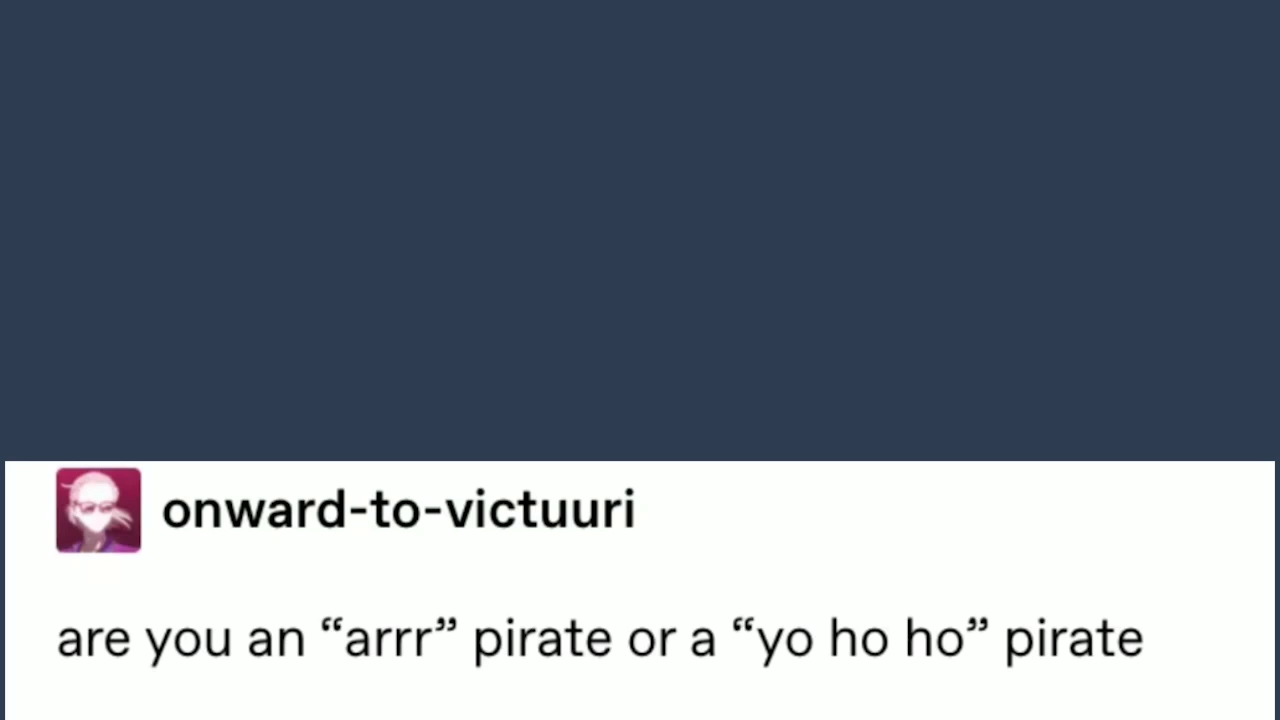 onward-to-victuuri
are you an “arrr” pirate or a “yo ho ho” pirate